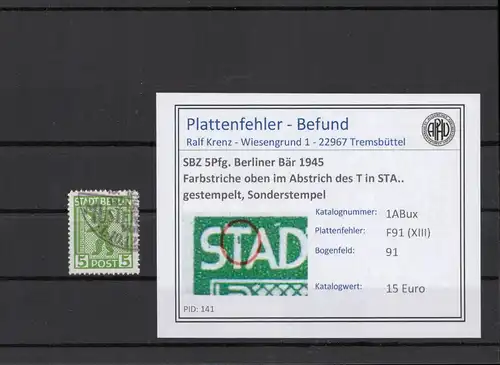 Plattenfehler - Befund
Ralf Krenz - Wiesengrund 1 - 22967 Tremsbüttel
SBZ 5Pfg. Berliner Bär 1945
Farbstriche oben im Abstrich des T in STA..
gestempelt, Sonderstempel
Katalognummer: 1ABux
Plattenfehler: F91 (XIII)
Bogenfeld: 91
Katalogwert: 15 Euro
STAD
PID: 141
STADT BERLIN
5 POST 5